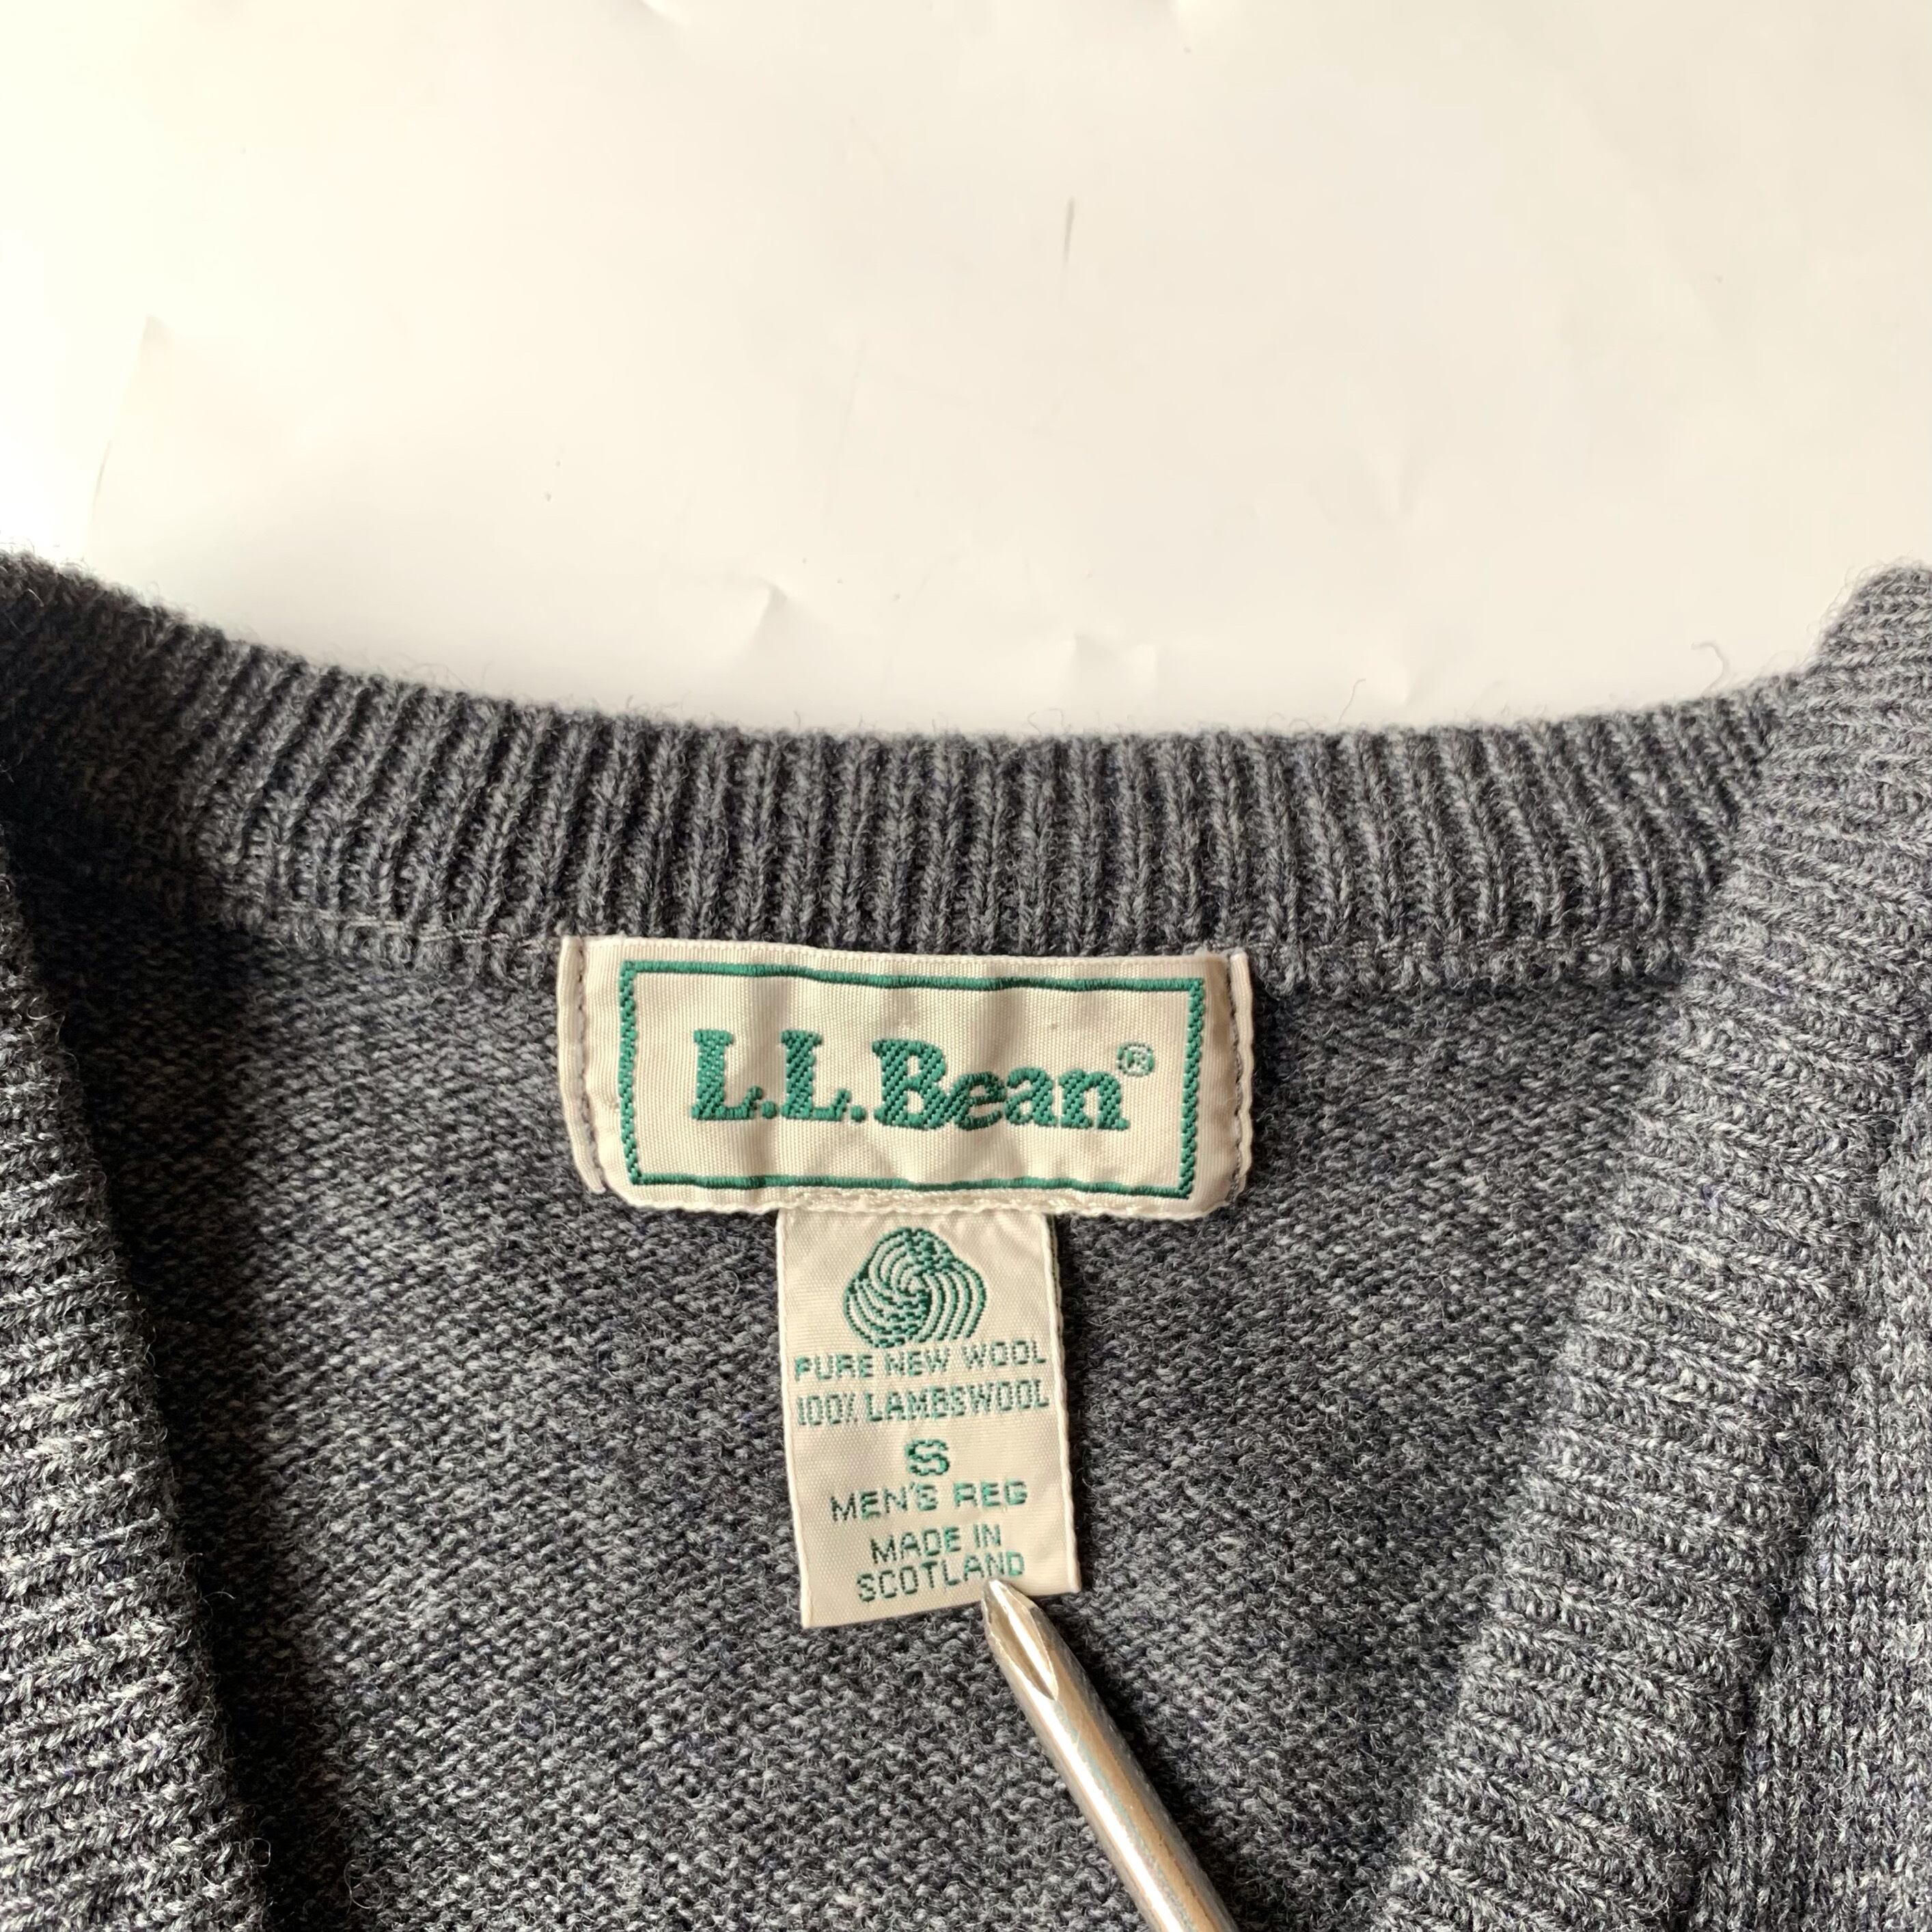 L.L.Bean®
PURE NEW WOOL
100% LAMBSWOOL
S
MEN'S REG
MADE IN
SCOTLAND